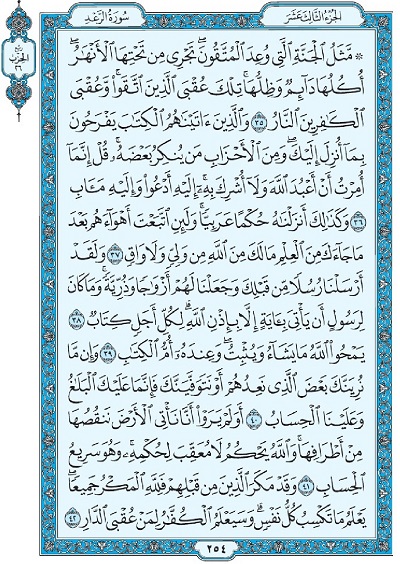 الجزء الثالث عشر
سورة الرعد
ربع
الحزب
٢٦
۞ مَّثَلُ الْجَنَّةِ الَّتِي وُعِدَ الْمُتَّقُونَ ۖ تَجْرِي مِن تَحْتِهَا الْأَنْهَارُ ۖ
أُكُلُهَا دَائِمٌ وَظِلُّهَا ۚ تِلْكَ عُقْبَى الَّذِينَ اتَّقَوا ۖ وَّعُقْبَى
الْكَافِرِينَ النَّارُ ٣٥ وَالَّذِينَ آتَيْنَاهُمُ الْكِتَابَ يَفْرَحُونَ
بِمَا أُنزِلَ إِلَيْكَ ۖ وَمِنَ الْأَحْزَابِ مَن يُنكِرُ بَعْضَهُ ۚ قُلْ إِنَّمَا
أُمِرْتُ أَنْ أَعْبُدَ اللَّهَ وَلَا أُشْرِكَ بِهِ ۚ إِلَيْهِ أَدْعُو وَإِلَيْهِ مَآبِ
٣٦ وَكَذَٰلِكَ أَنزَلْنَاهُ حُكْمًا عَرَبِيًّا ۚ وَلَئِنِ اتَّبَعْتَ أَهْوَاءَهُم بَعْدَ
مَا جَاءَكَ مِنَ الْعِلْمِ مَا لَكَ مِنَ اللَّهِ مِن وَلِيٍّ وَلَا وَاقٍ ٣٧ وَلَقَدْ
أَرْسَلْنَا رُسُلًا مِّن قَبْلِكَ وَجَعَلْنَا لَهُمْ أَزْوَاجًا وَذُرِّيَّةً ۚ وَمَا كَانَ
لِرَسُولٍ أَن يَأْتِيَ بِآيَةٍ إِلَّا بِإِذْنِ اللَّهِ ۗ لِكُلِّ أَجَلٍ كِتَابٌ ٣٨
يَمْحُو اللَّهُ مَا يَشَاءُ وَيُثْبِتُ ۖ وَعِندَهُ أُمُّ الْكِتَابِ ٣٩ وَإِن مَّا
نُرِيَنَّكَ بَعْضَ الَّذِي نَعِدُهُمْ أَوْ نَتَوَفَّيَنَّكَ فَإِنَّمَا عَلَيْكَ الْبَلَاغُ
وَعَلَيْنَا الْحِسَابُ ٤٠ أَوَلَمْ يَرَوْا أَنَّا نَأْتِي الْأَرْضَ نَنقُصُهَا
مِنْ أَطْرَافِهَا ۚ وَاللَّهُ يَحْكُمُ لَا مُعَقِّبَ لِحُكْمِهِ ۚ وَهُوَ سَرِيعُ
الْحِسَابِ ٤١ وَقَدْ مَكَرَ الَّذِينَ مِن قَبْلِهِمْ فَلِلَّهِ الْمَكْرُ جَمِيعًا ۖ
يَعْلَمُ مَا تَكْسِبُ كُلُّ نَفْسٍ ۗ وَسَيَعْلَمُ الْكُفَّارُ لِمَنْ عُقْبَى الدَّارِ ٤٢
٢٥٤